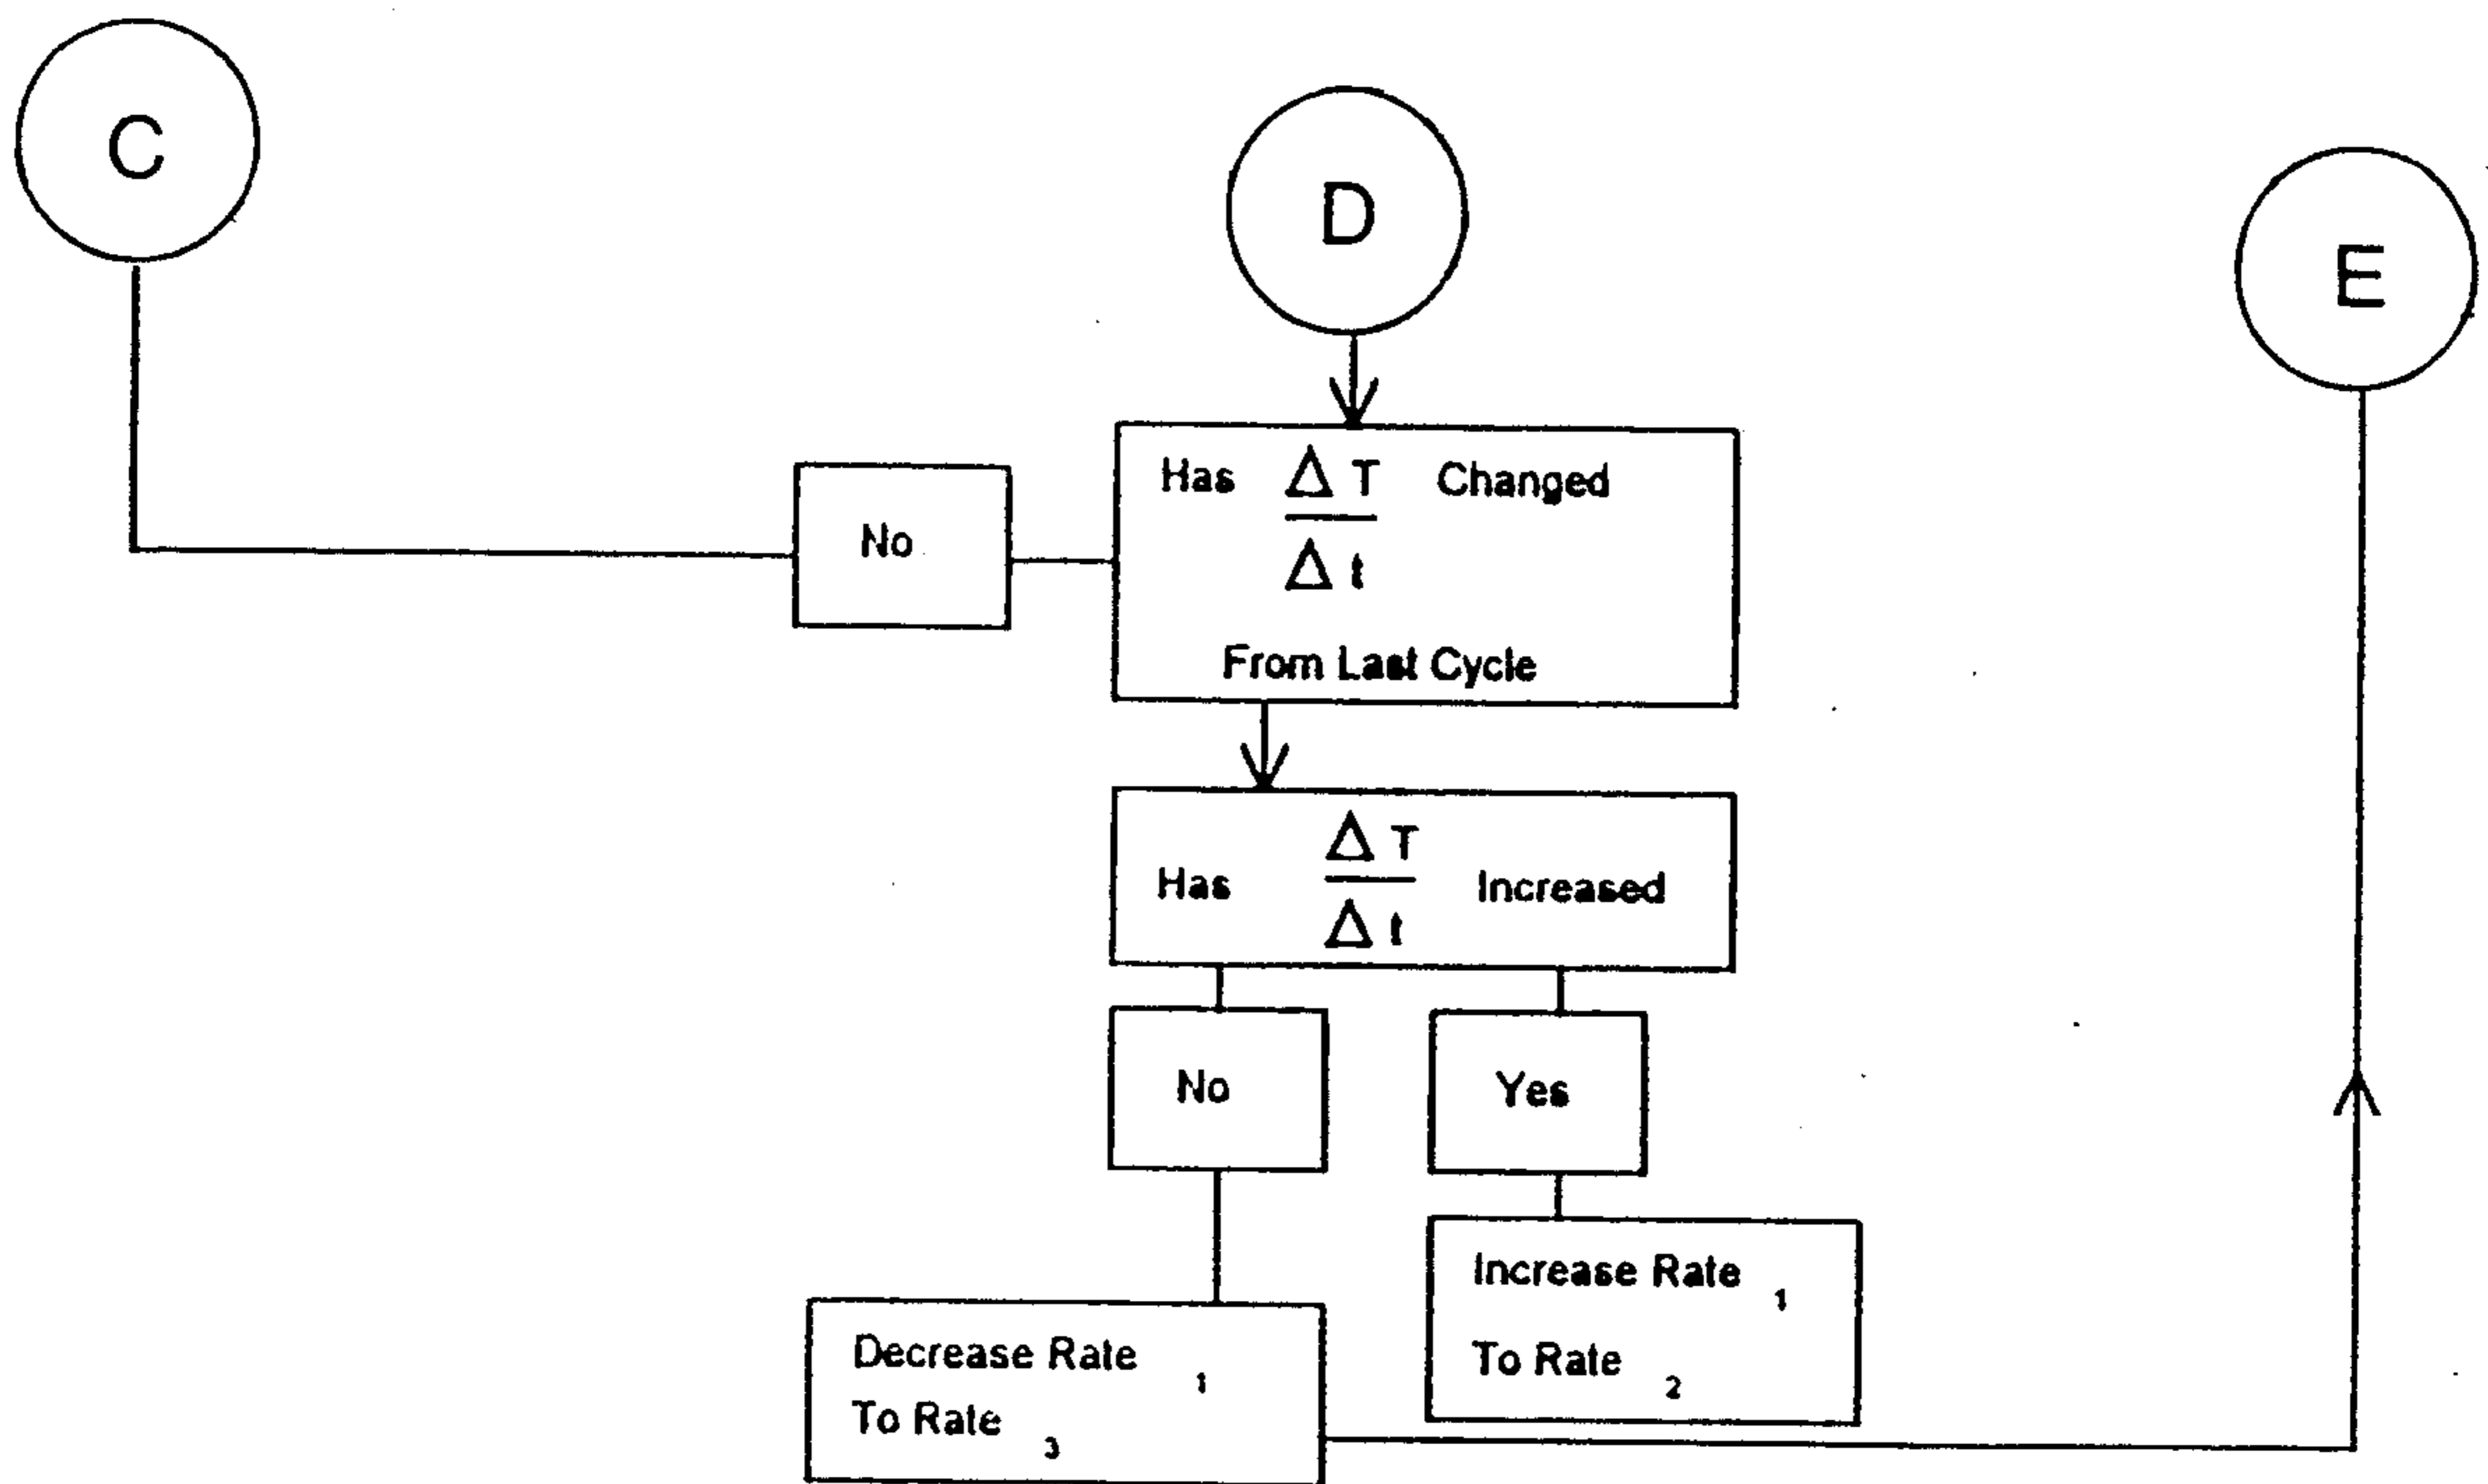 C
D
E
Has ΔT Changed
Δt
From Last Cycle
No
Has ΔT Increased
Δt
No
Yes
Increase Rate 1
To Rate 2
Decrease Rate 1
To Rate 3